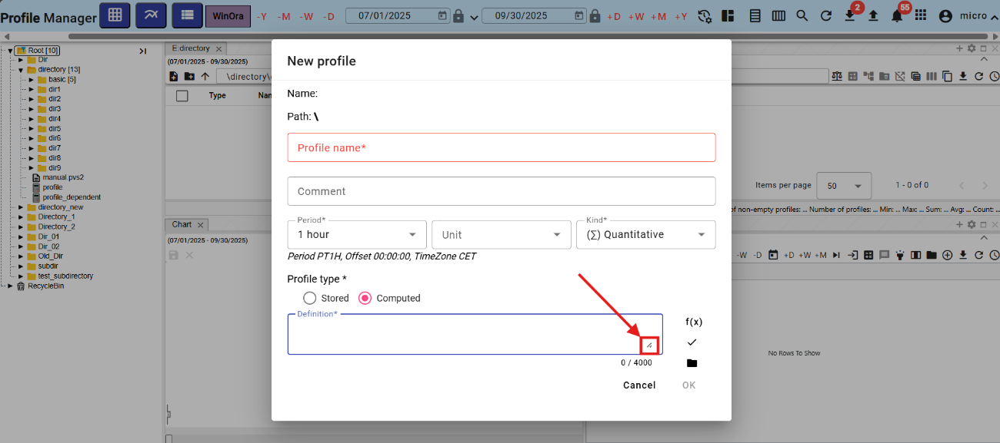 Profile Manager
WinOra
-Y -M -W -D
07/01/2025
09/30/2025
+D +W +M +Y
2
55
micro
Root [10]
Dir
directory [13]
basic [5]
dir1
dir2
dir3
dir4
dir5
dir6
dir7
dir8
dir9
manual.pvs2
profile
profile_dependent
directory_new
Directory_1
Directory_2
Dir_01
Dir_02
Old_Dir
subdir
test_subdirectory
RecycleBin
E:directory
(07/01/2025 - 09/30/2025)
\directory\
Type
Items per page
50
1 - 0 of 0
of non-empty profiles: ... Number of profiles: ... Min: ... Max: ... Sum: ... Avg: ... Count: ...
Chart
(07/01/2025 - 09/30/2025)
-W -D +D +W +M
No Rows To Show
New profile
Name:
Path: \
Profile name*
Comment
Period*
1 hour
Unit
Kind*
(∑) Quantitative
Period PT1H, Offset 00:00:00, TimeZone CET
Profile type *
Stored
Computed
Definition*
f(x)
0 / 4000
Cancel
OK